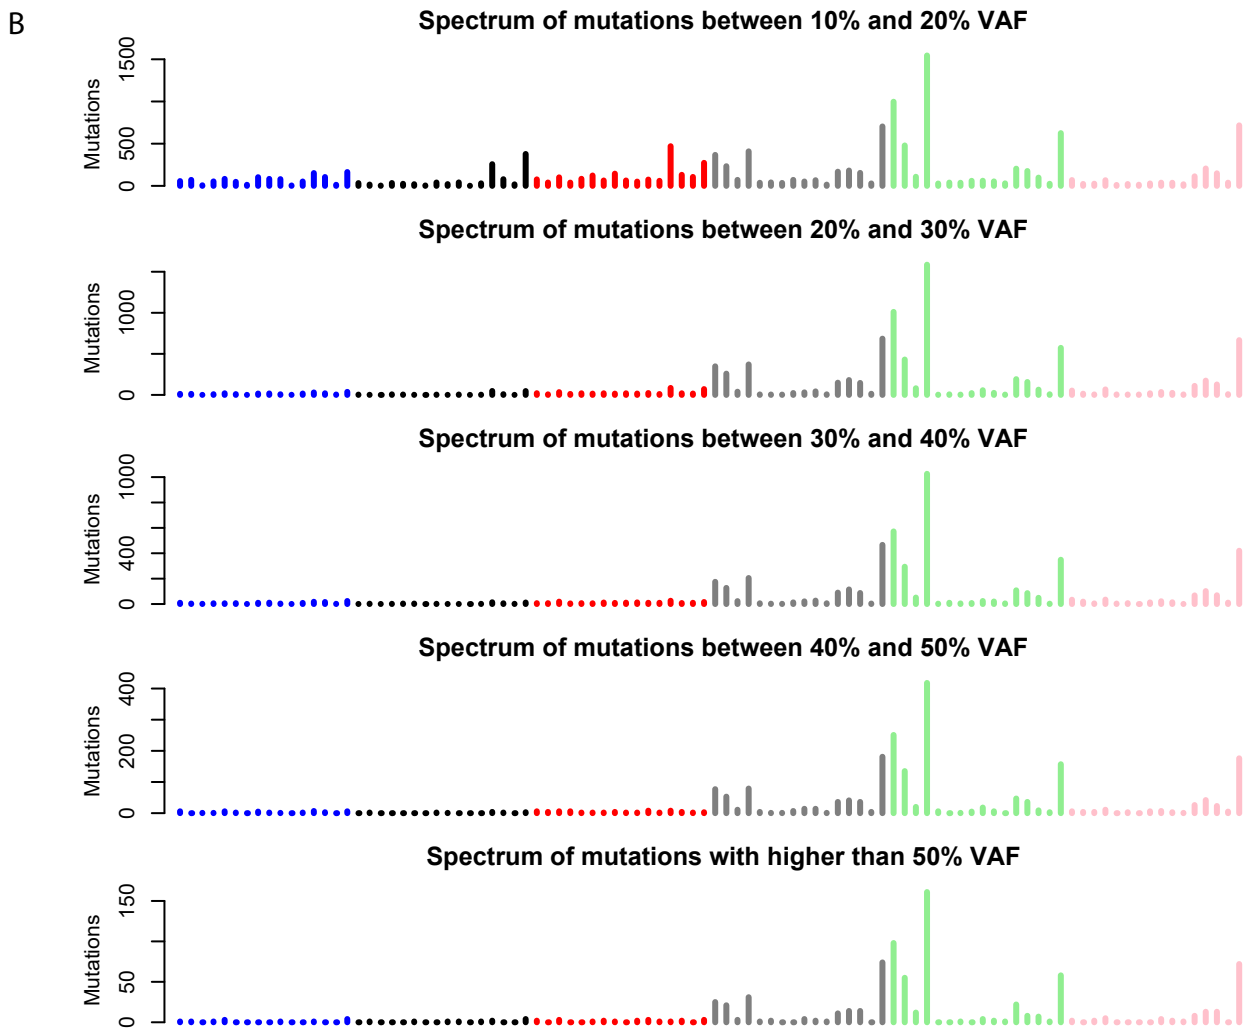 B
Spectrum of mutations between 10% and 20% VAF
Mutations
0
500
1500
Spectrum of mutations between 20% and 30% VAF
Mutations
0
1000
Spectrum of mutations between 30% and 40% VAF
Mutations
0
400
1000
Spectrum of mutations between 40% and 50% VAF
Mutations
0
200
400
Spectrum of mutations with higher than 50% VAF
Mutations
0
50
150